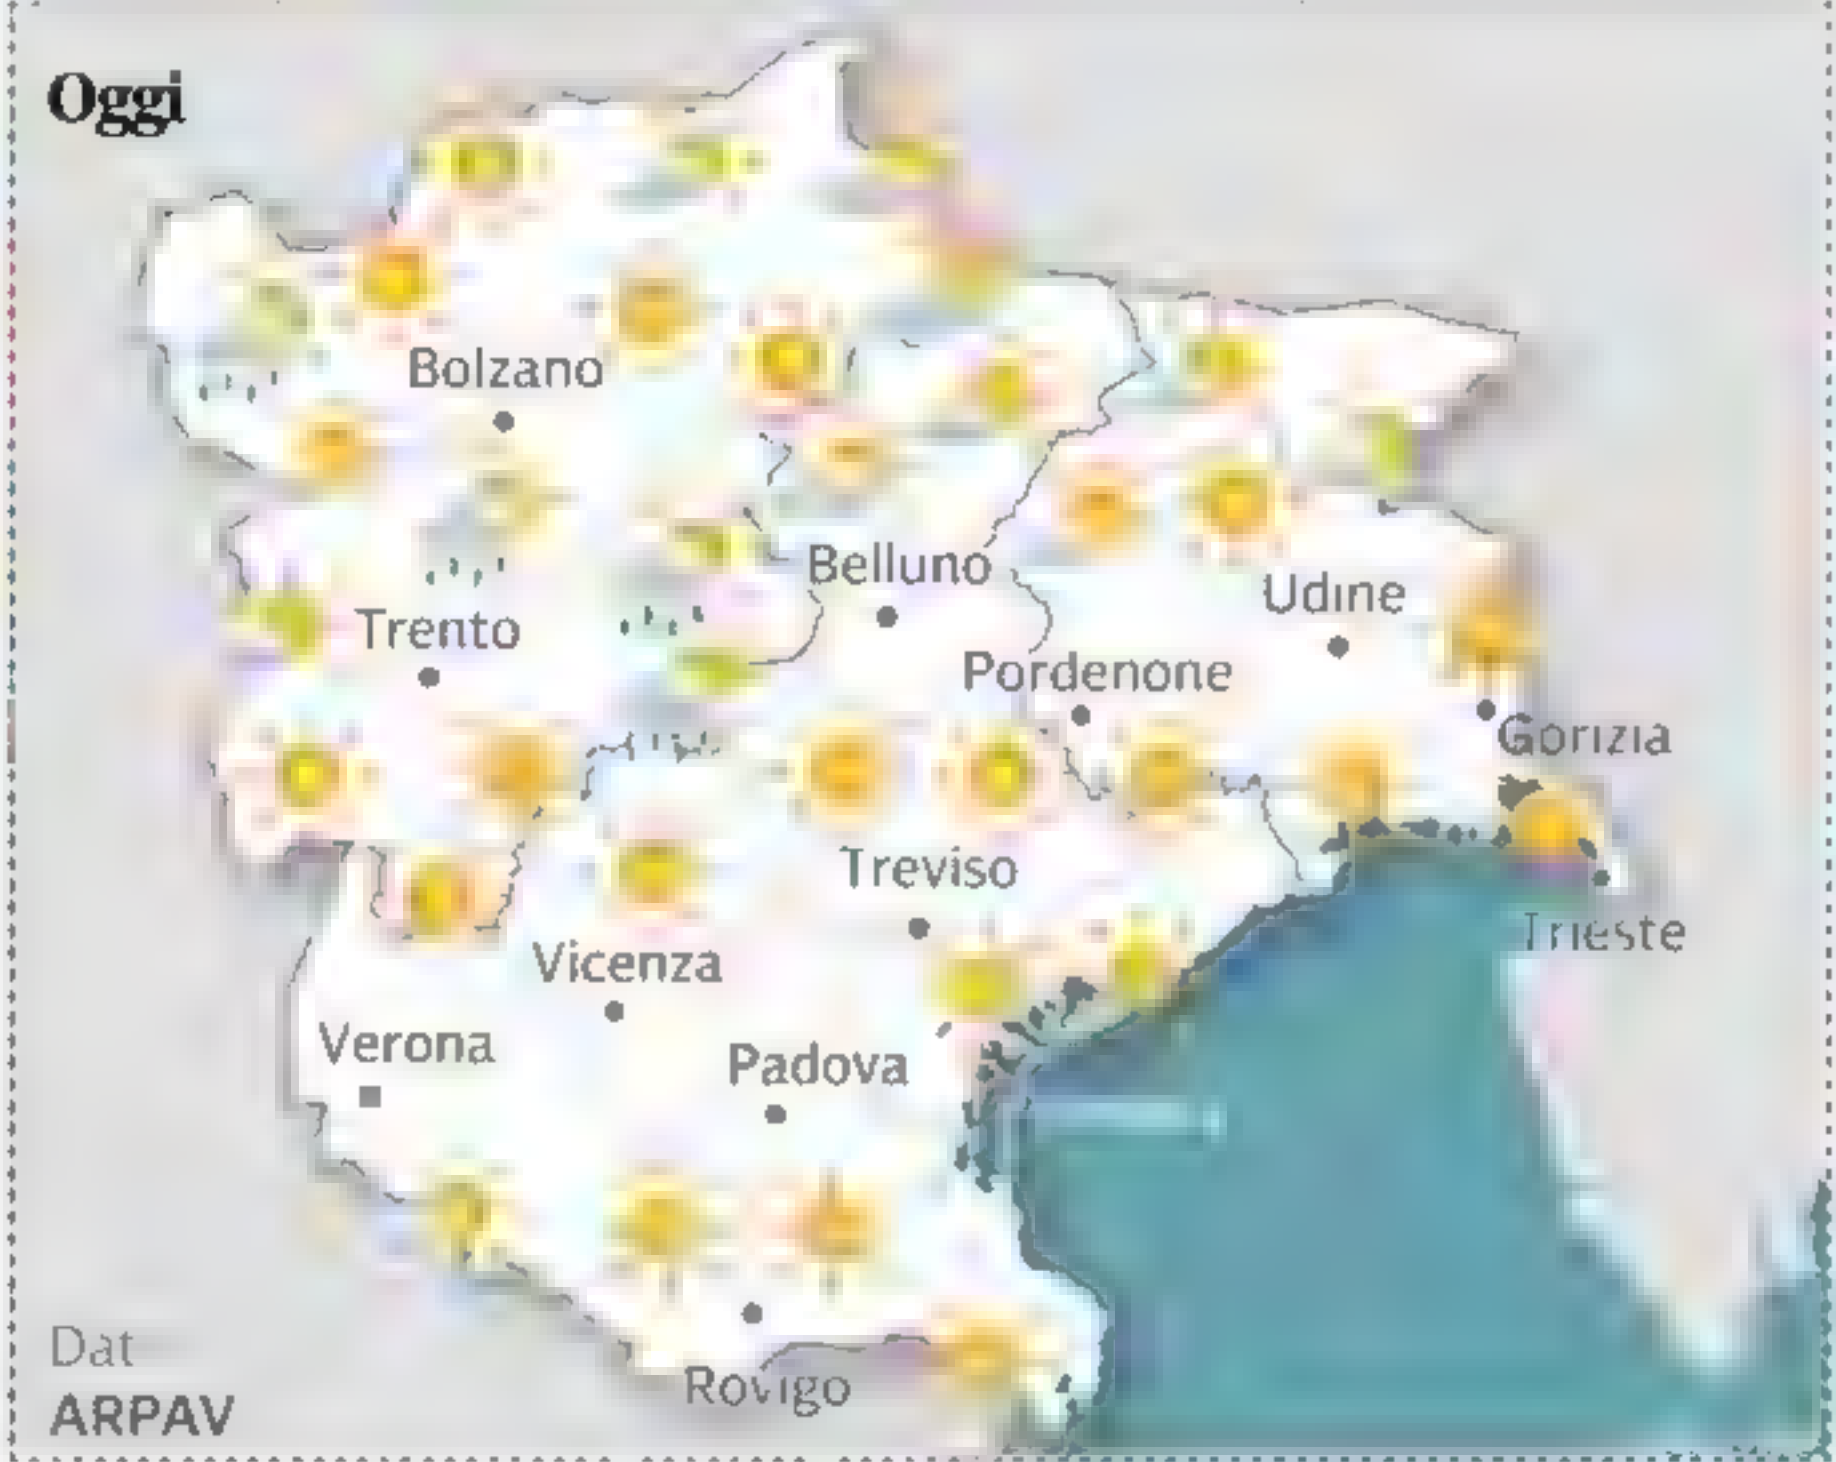 Oggi
Bolzano
Belluno
Udine
Trento
Pordenone
Gorizia
Treviso
Trieste
Vicenza
Verona
Padova
Rovigo
Dat
ARPAV